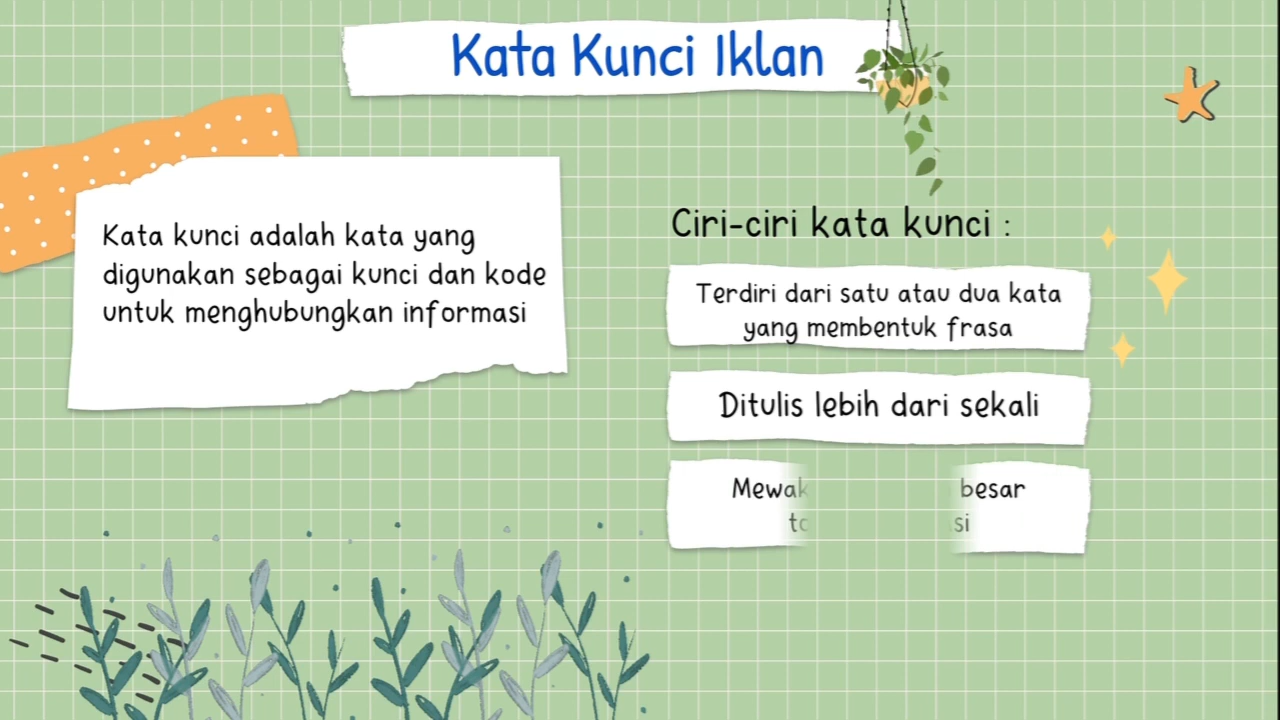 Kata Kunci Iklan
Kata kunci adalah kata yang
digunakan sebagai kunci dan kode
untuk menghubungkan informasi
Ciri-ciri kata kunci :
Terdiri dari satu atau dua kata
yang membentuk frasa
Ditulis lebih dari sekali
besar